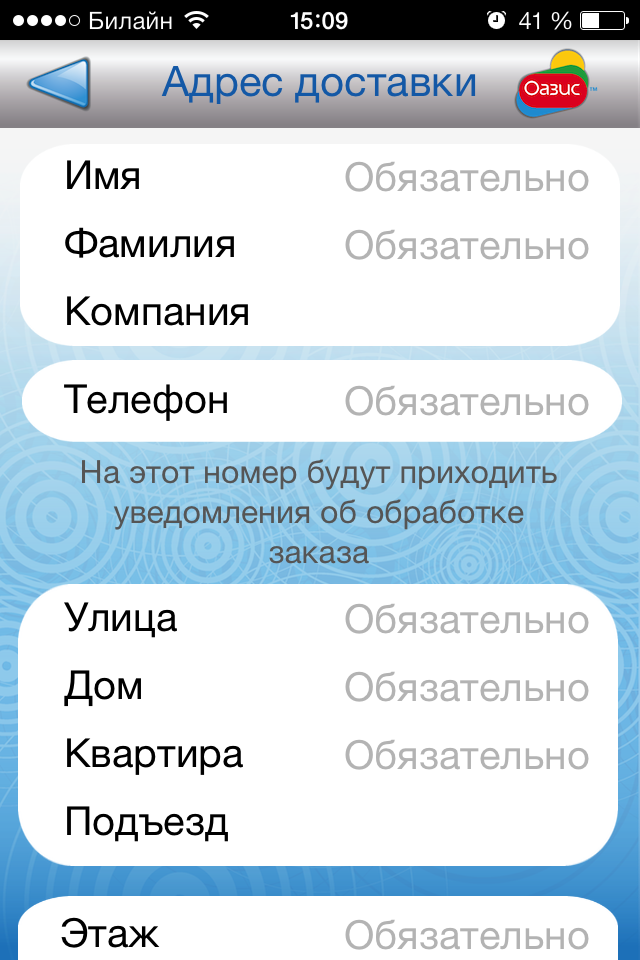 Билайн 15:09 41 %
Адрес доставки Оазис™
Имя Обязательно
Фамилия Обязательно
Компания
Телефон Обязательно
На этот номер будут приходить
уведомления об обработке
заказа
Улица Обязательно
Дом Обязательно
Квартира Обязательно
Подъезд
Этаж Обязательно